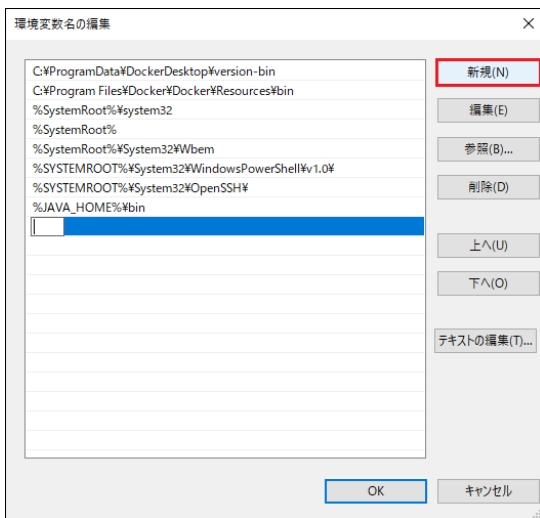 環境変数名の編集
C:¥ProgramData¥DockerDesktop¥version-bin
C:¥Program Files¥Docker¥Docker¥Resources¥bin
%SystemRoot%¥system32
%SystemRoot%
%SystemRoot%¥System32¥Wbem
%SYSTEMROOT%¥System32¥WindowsPowerShell¥v1.0¥
%SYSTEMROOT%¥System32¥OpenSSH¥
%JAVA_HOME%¥bin
新規(N)
編集(E)
参照(B)...
削除(D)
上へ(U)
下へ(O)
テキストの編集(T)...
OK
キャンセル